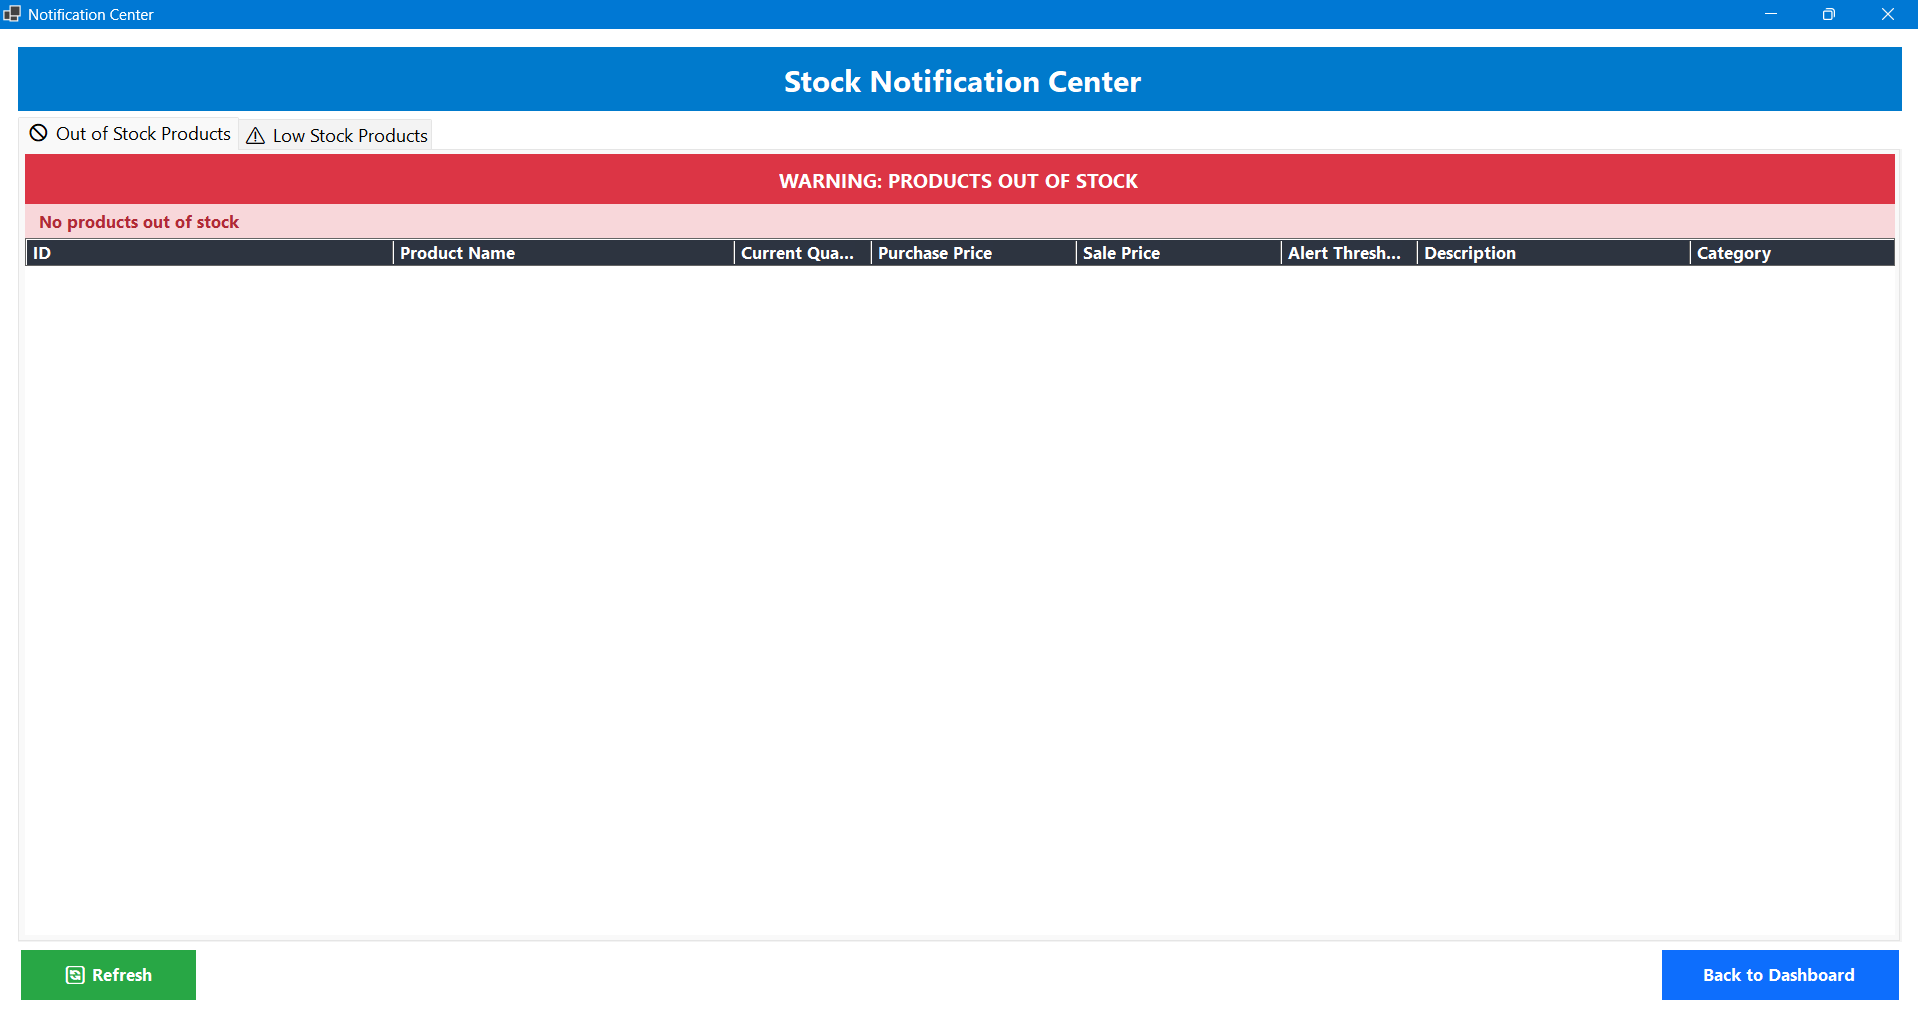 Notification Center
Stock Notification Center
Out of Stock Products Low Stock Products
WARNING: PRODUCTS OUT OF STOCK
No products out of stock
ID Product Name Current Qua... Purchase Price Sale Price Alert Thresh... Description Category
Refresh Back to Dashboard